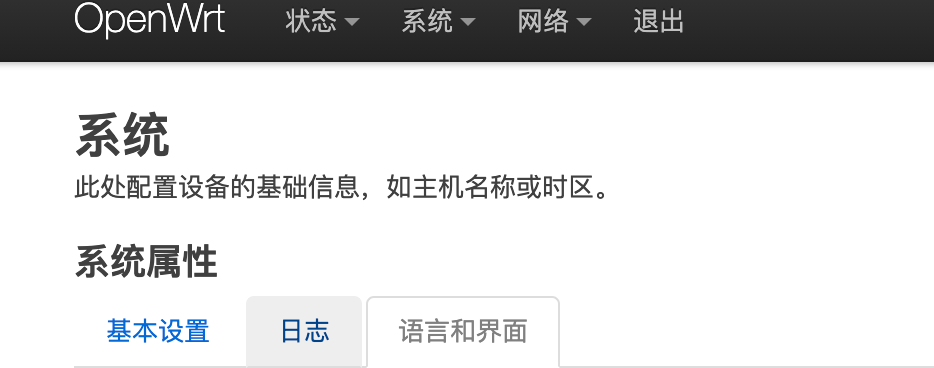 OpenWrt 状态 系统 网络 退出
系统
此处配置设备的基础信息，如主机名称或时区。
系统属性
基本设置 日志 语言和界面